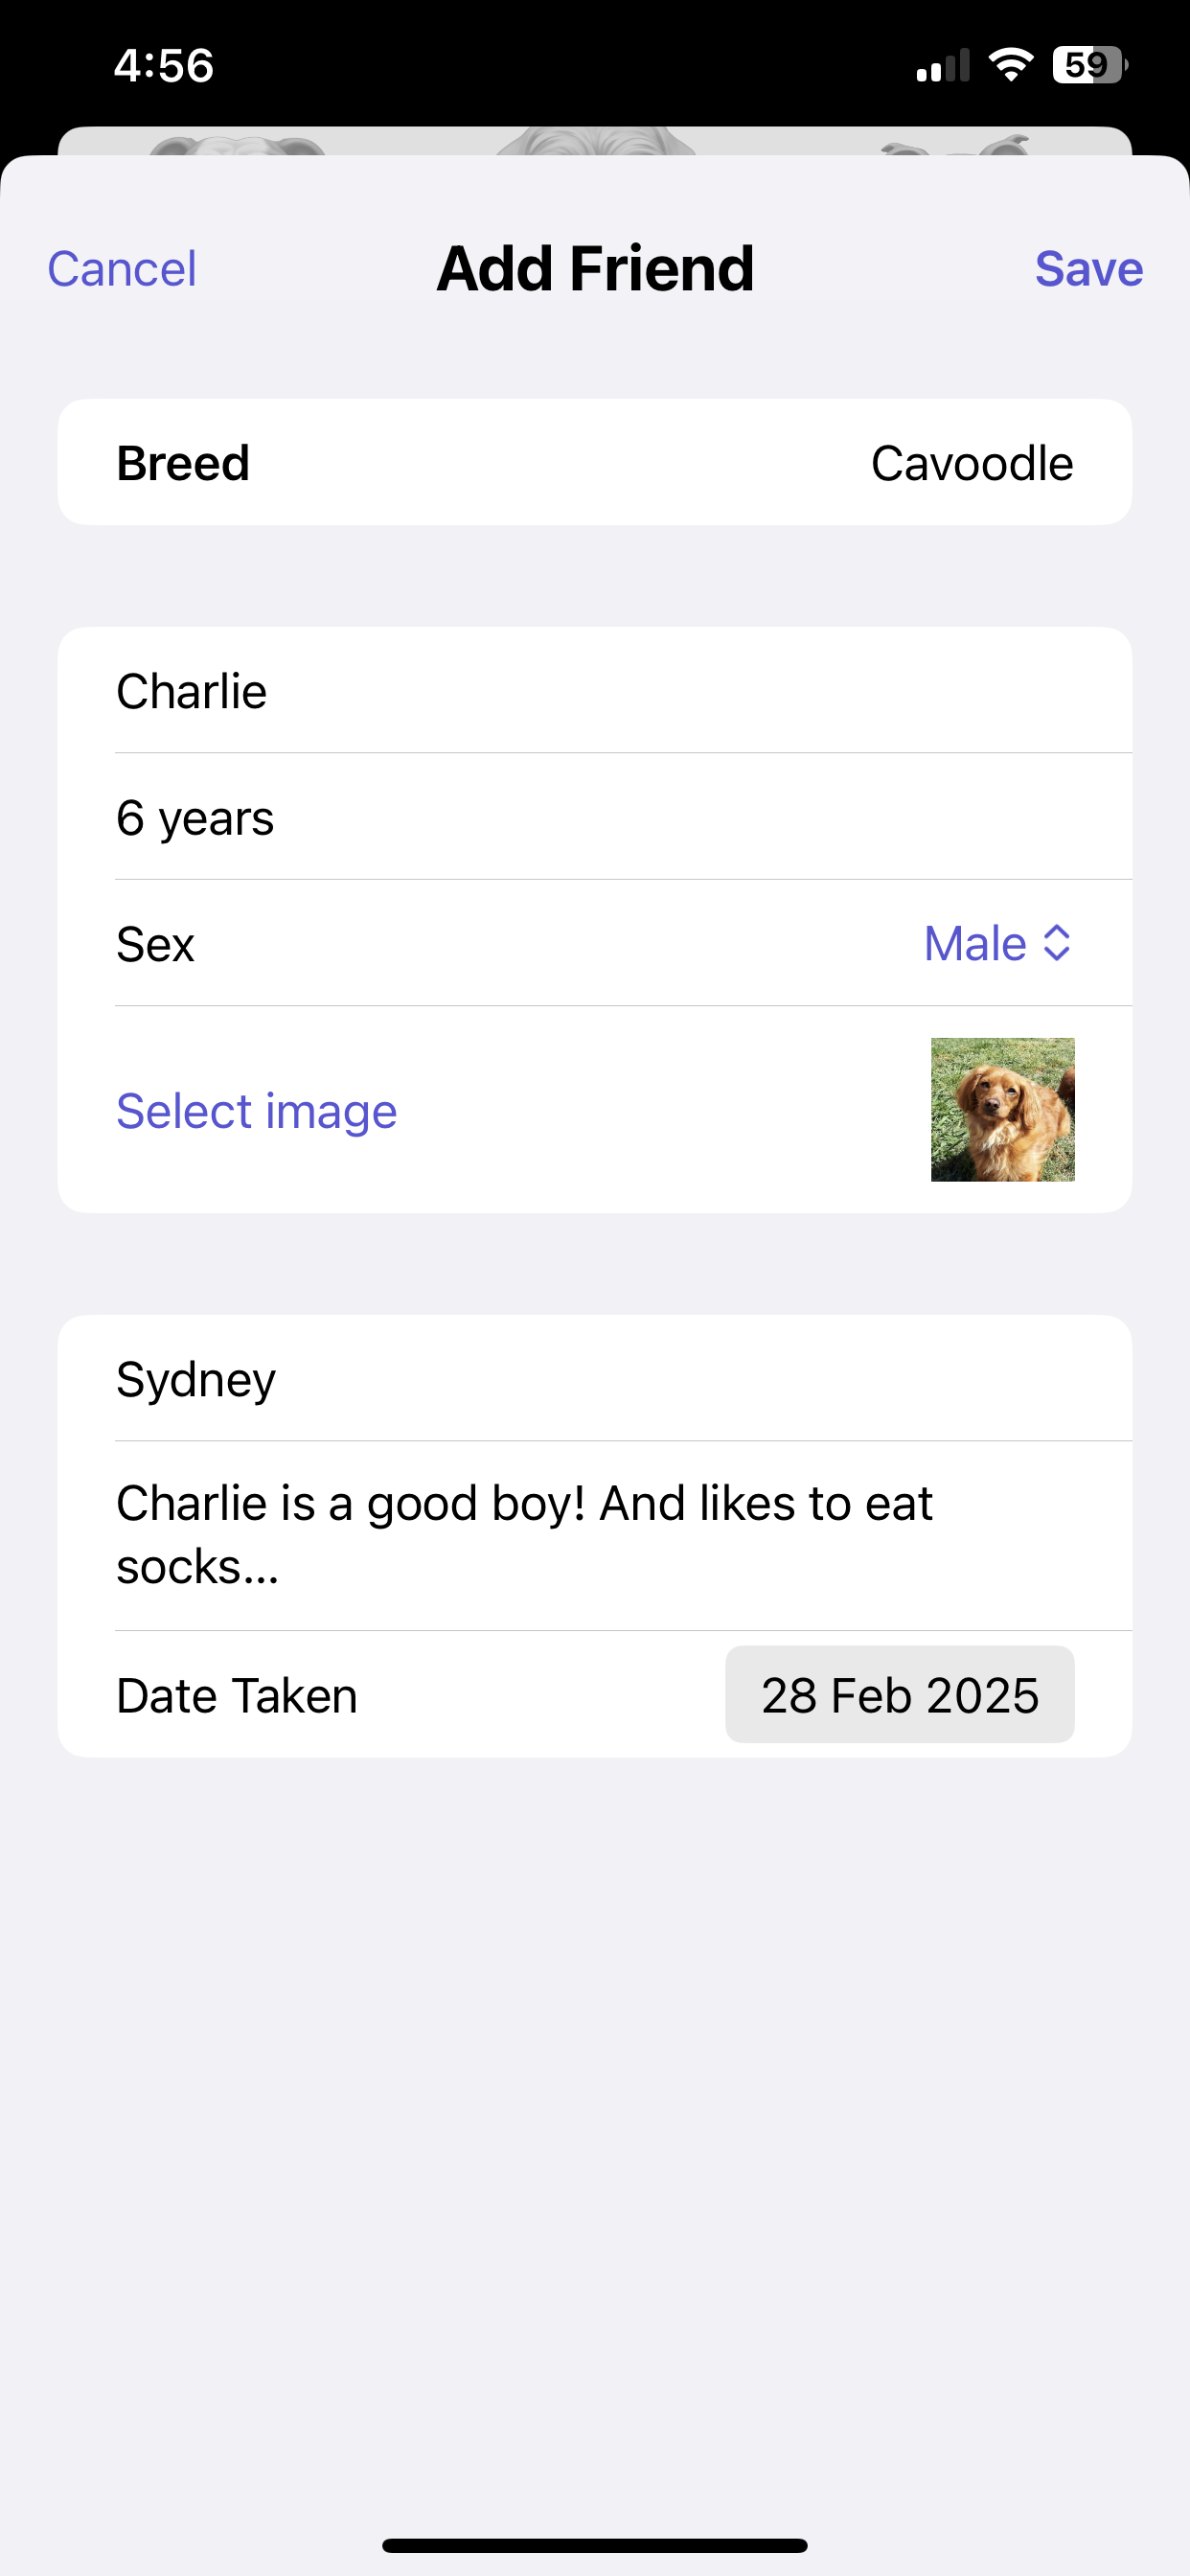 4:56
59
Cancel
Add Friend
Save
Breed
Cavoodle
Charlie
6 years
Sex
Male
Select image
Sydney
Charlie is a good boy! And likes to eat
socks...
Date Taken
28 Feb 2025